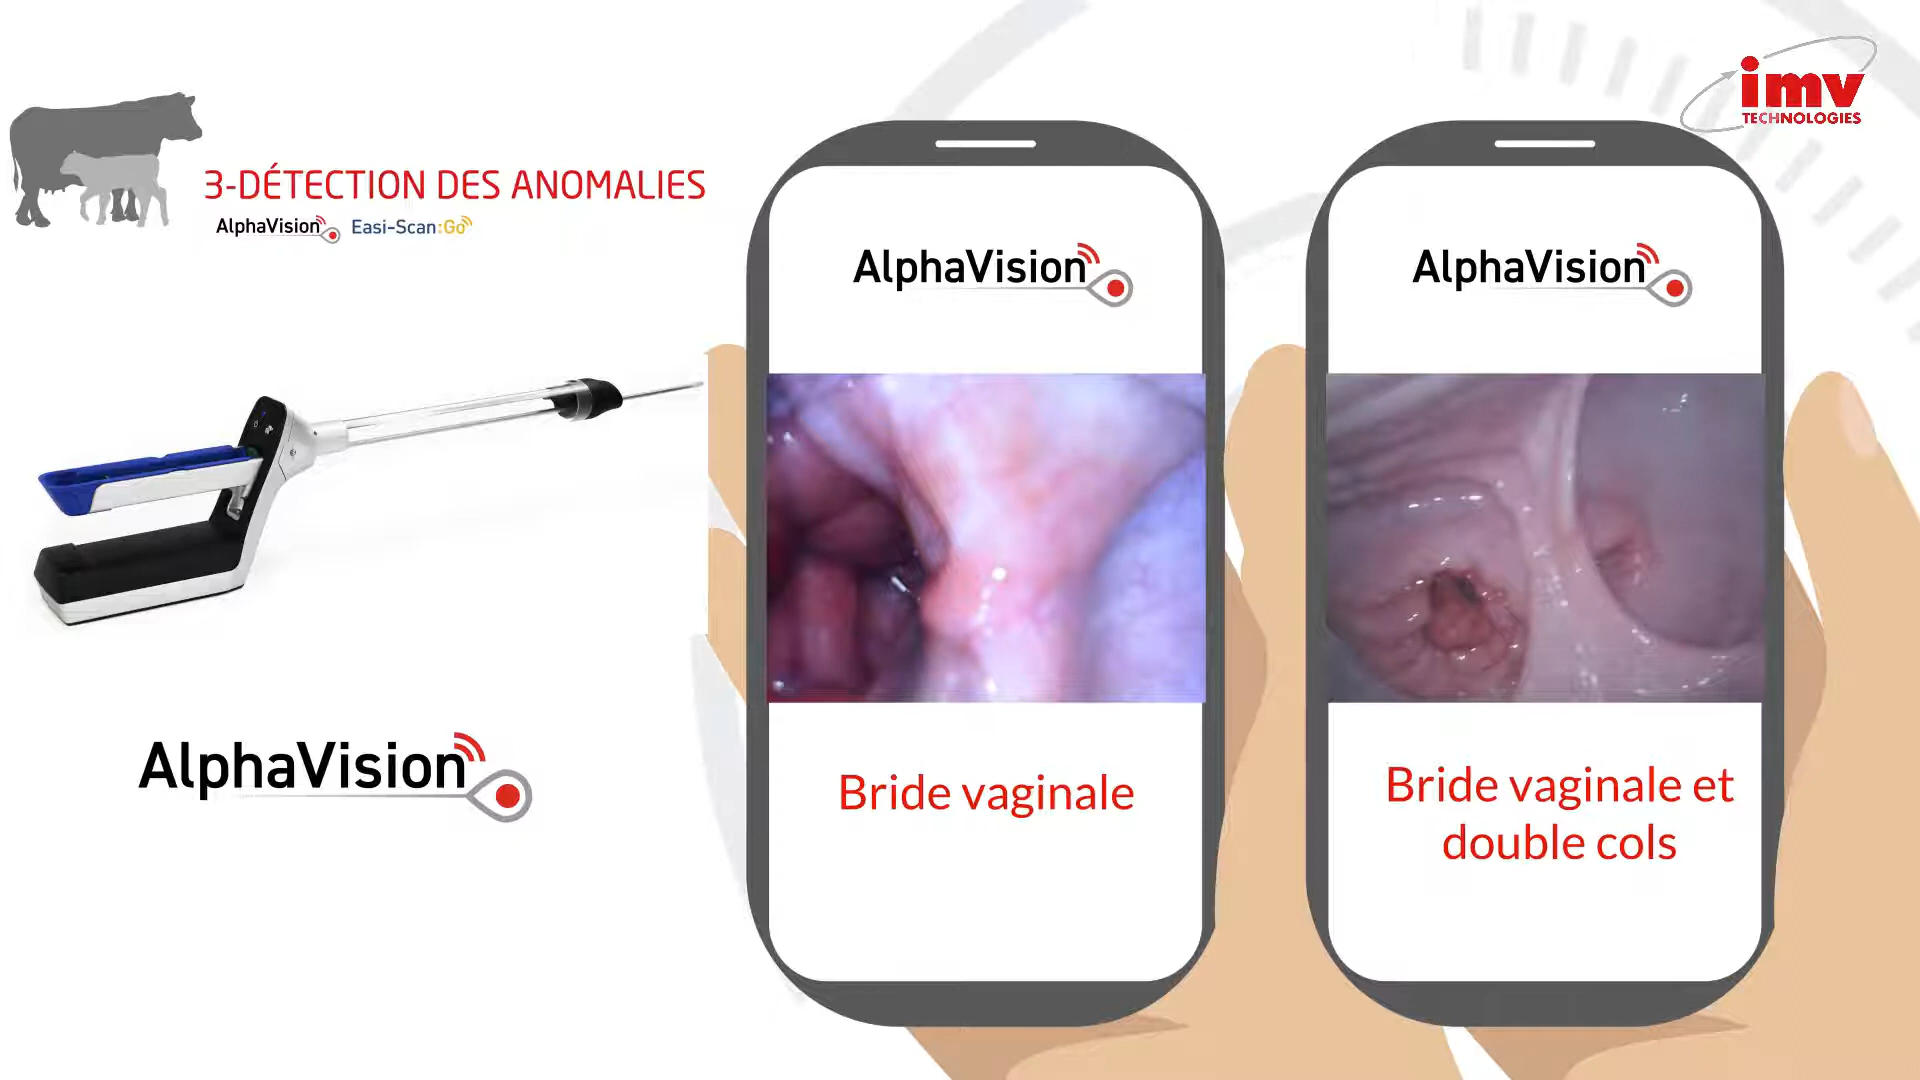 imv
TECHNOLOGIES
3-DÉTECTION DES ANOMALIES
AlphaVision Easi-Scan:Go
AlphaVision
AlphaVision
AlphaVision
Bride vaginale
Bride vaginale et
double cols